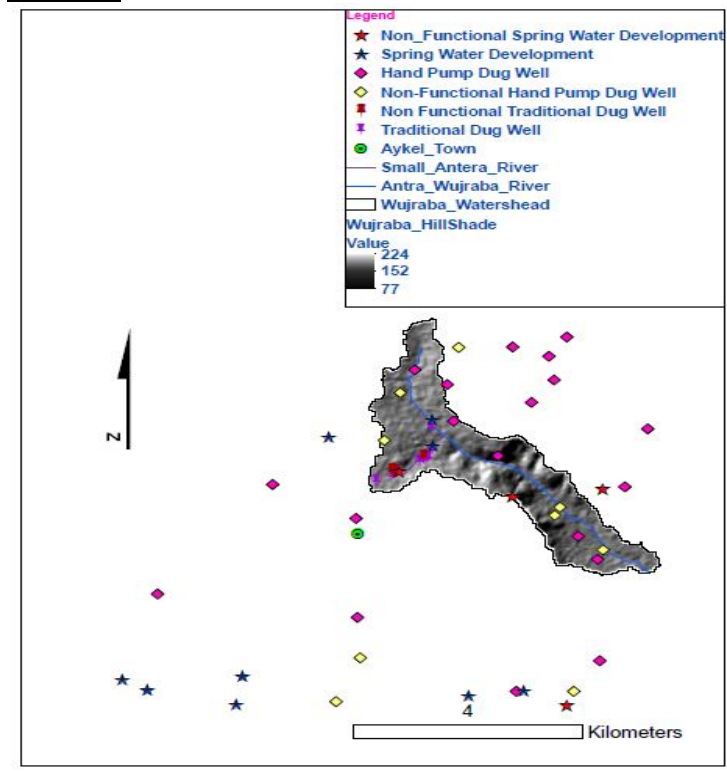 Legend
Non_Functional Spring Water Development
Spring Water Development
Hand Pump Dug Well
Non-Functional Hand Pump Dug Well
Non Functional Traditional Dug Well
Traditional Dug Well
Aykel_Town
Small_Antera_River
Antra_Wujraba_River
Wujraba_Watershead
Wujraba_HillShade
Value
224
152
77
N
4
Kilometers